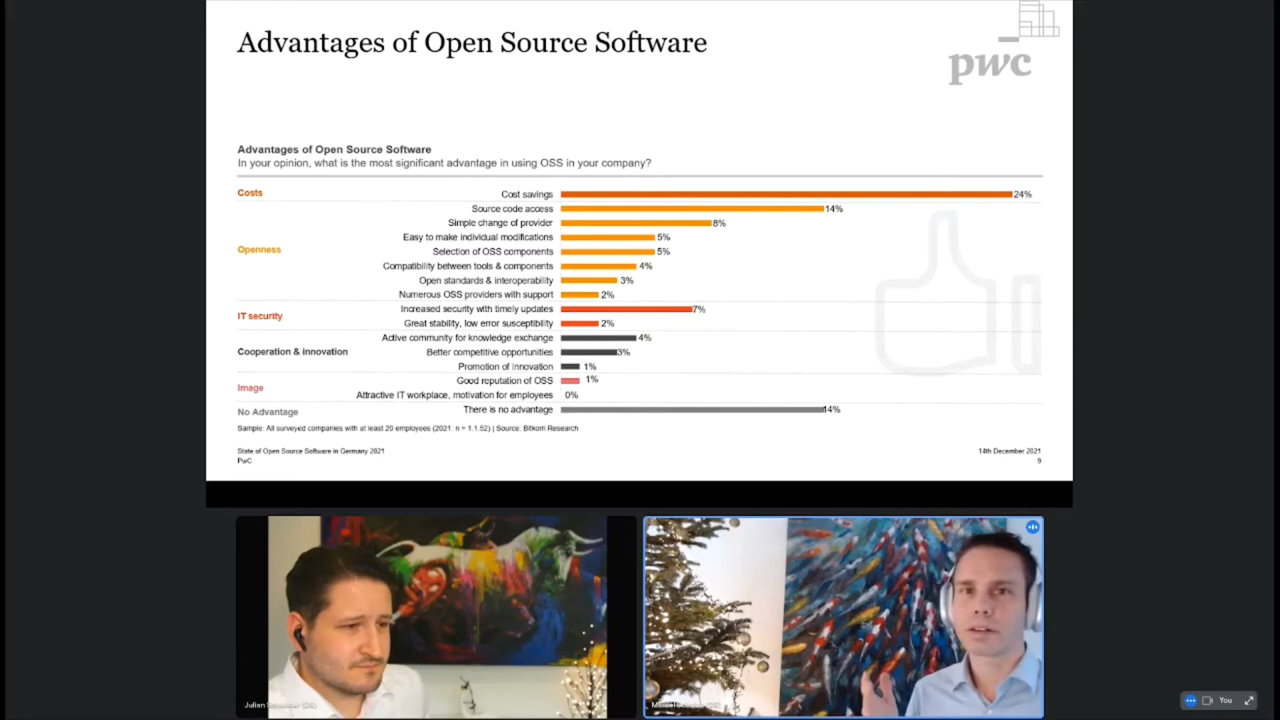 Advantages of Open Source Software
pwc
Advantages of Open Source Software
In your opinion, what is the most significant advantage in using OSS in your company?
Costs
Cost savings 24%
Openness
Source code access 14%
Simple change of provider 8%
Easy to make individual modifications 5%
Selection of OSS components 5%
Compatibility between tools & components 4%
Open standards & interoperability 3%
Numerous OSS providers with support 2%
IT security
Increased security with timely updates 7%
Great stability, low error susceptibility 2%
Cooperation & innovation
Active community for knowledge exchange 4%
Better competitive opportunities 3%
Promotion of innovation 1%
Image
Good reputation of OSS 1%
Attractive IT workplace, motivation for employees 0%
No Advantage
There is no advantage 14%
Sample: All surveyed companies with at least 20 employees (2021: n = 1.1.52) | Source: Bitkom Research
State of Open Source Software in Germany 2021
PwC
14th December 2021
9
Julian
You